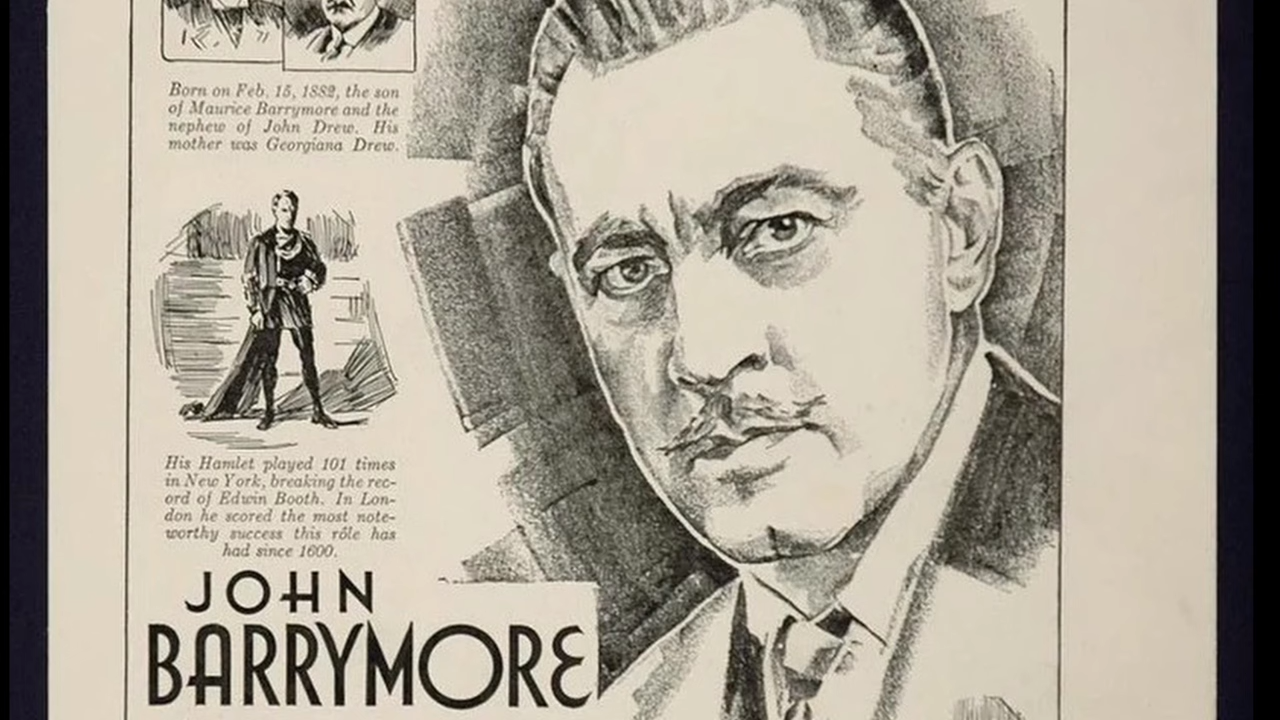 Born on Feb. 15, 1882, the son
of Maurice Barrymore and the
nephew of John Drew. His
mother was Georgiana Drew.
His Hamlet played 101 times
in New York, breaking the rec-
ord of Edwin Booth. In Lon-
don he scored the most note-
worthy success this rôle has
had since 1600.
JOHN
BARRYMORE